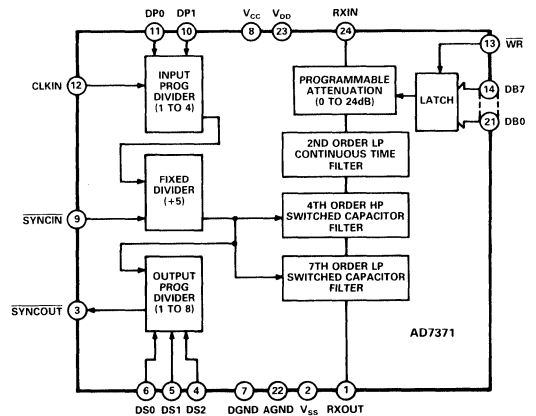 DP0 DP1 VCC VDD RXIN
11 10 8 23 24
13 WR
CLKIN 12
INPUT
PROG
DIVIDER
(1 TO 4)
PROGRAMMABLE
ATTENUATION
(0 TO 24dB)
LATCH
14 DB7
21 DB0
2ND ORDER LP
CONTINUOUS TIME
FILTER
FIXED
DIVIDER
(+5)
SYNCIN 9
4TH ORDER HP
SWITCHED CAPACITOR
FILTER
7TH ORDER LP
SWITCHED CAPACITOR
FILTER
OUTPUT
PROG
DIVIDER
(1 TO 8)
SYNCOUT 3
AD7371
6 5 4 7 22 2 1
DS0 DS1 DS2 DGND AGND VSS RXOUT